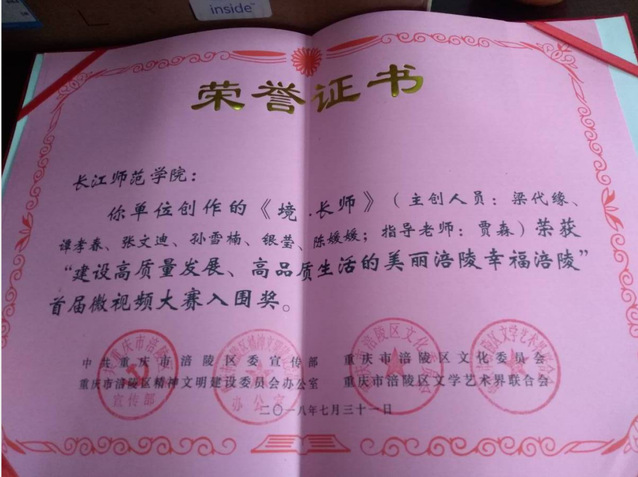 inside™
荣誉证书
长江师范学院：
你单位创作的《境..长师》（主创人员：梁代缘、
谭孝春、张文迪、孙雪楠、银莹、陈媛媛；指导老师：贾森）荣获
“建设高质量发展、高品质生活的美丽涪陵幸福涪陵”
首届微视频大赛入围奖。
中共重庆市涪陵区委宣传部 重庆市涪陵区文化委员会
重庆市涪陵区精神文明建设委员会办公室 重庆市涪陵区文学艺术界联合会
二〇一八年七月三十一日
宣传部
办公室